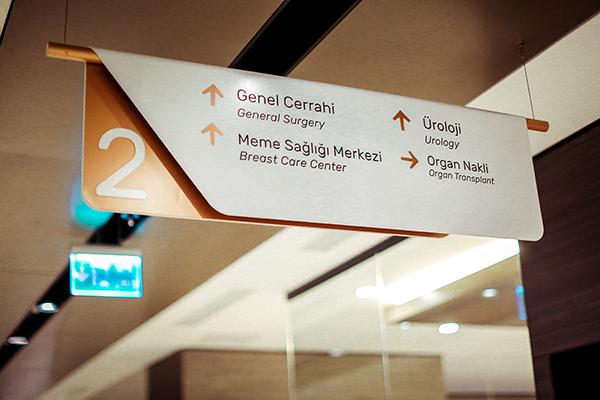 2
↑ Genel Cerrahi
General Surgery
↑ Meme Sağlığı Merkezi
Breast Care Center
↑ Üroloji
Urology
→ Organ Nakli
Organ Transplant